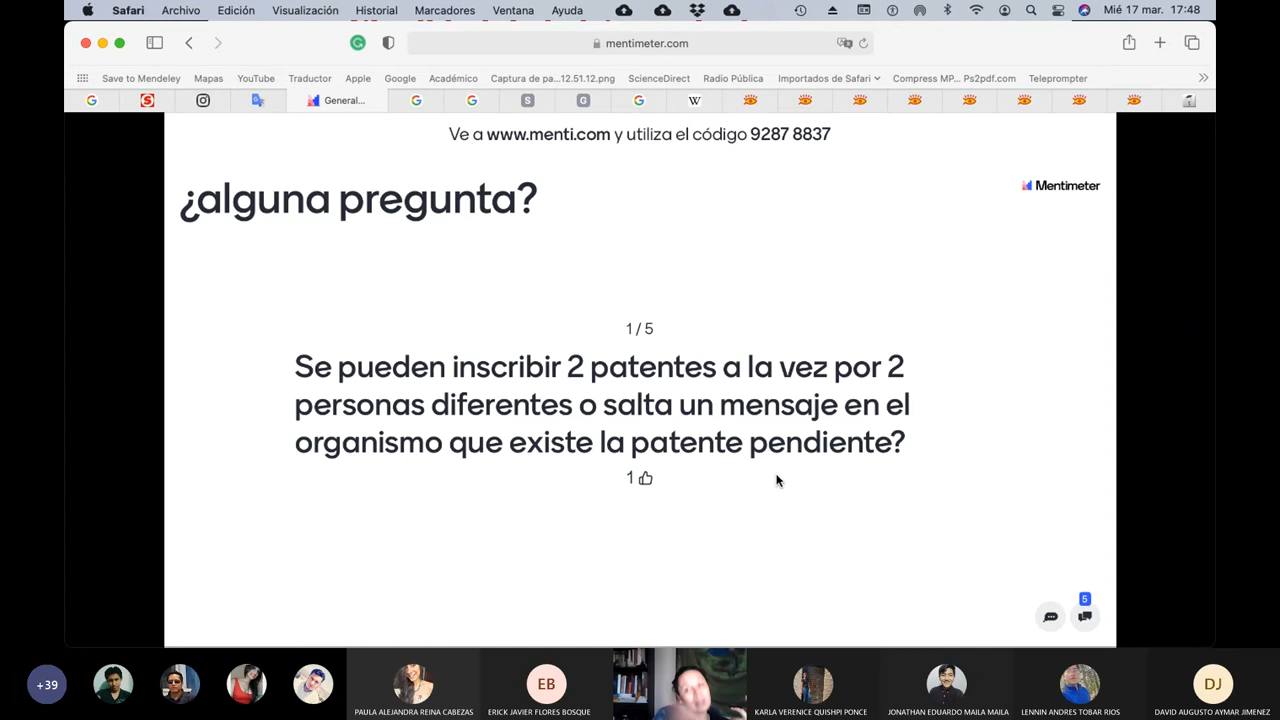 Safari Archivo Edición Visualización Historial Marcadores Ventana Ayuda Mié 17 mar. 17:48
mentimeter.com
Save to Mendeley Mapas YouTube Traductor Apple Google Académico Captura de pa...12.51.12.png ScienceDirect Radio Pública Importados de Safari Compress MP... Ps2pdf.com Teleprompter
General...
Ve a www.menti.com y utiliza el código 9287 8837
¿alguna pregunta?
Mentimeter
1 / 5
Se pueden inscribir 2 patentes a la vez por 2
personas diferentes o salta un mensaje en el
organismo que existe la patente pendiente?
1
5
+39
EB
DJ
PAULA ALEJANDRA REINA CABEZAS ERICK JAVIER FLORES BOSQUE KARLA VERENICE QUISHPI PONCE JONATHAN EDUARDO MAILA MAILA LENNIN ANDRES TOBAR RIOS DAVID AUGUSTO AYMAR JIMENEZ